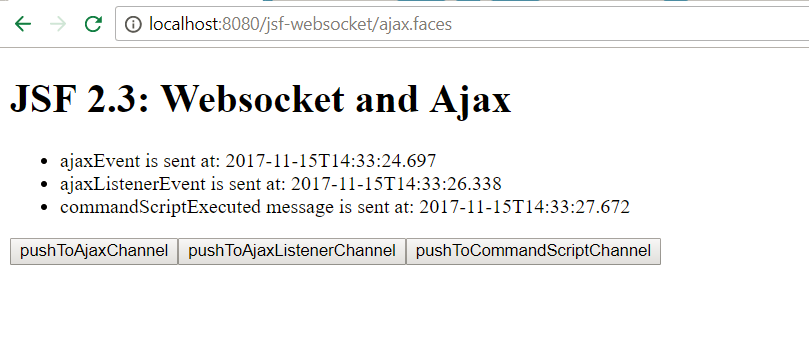 localhost:8080/jsf-websocket/ajax.faces
JSF 2.3: Websocket and Ajax
• ajaxEvent is sent at: 2017-11-15T14:33:24.697
• ajaxListenerEvent is sent at: 2017-11-15T14:33:26.338
• commandScriptExecuted message is sent at: 2017-11-15T14:33:27.672
pushToAjaxChannel pushToAjaxListenerChannel pushToCommandScriptChannel